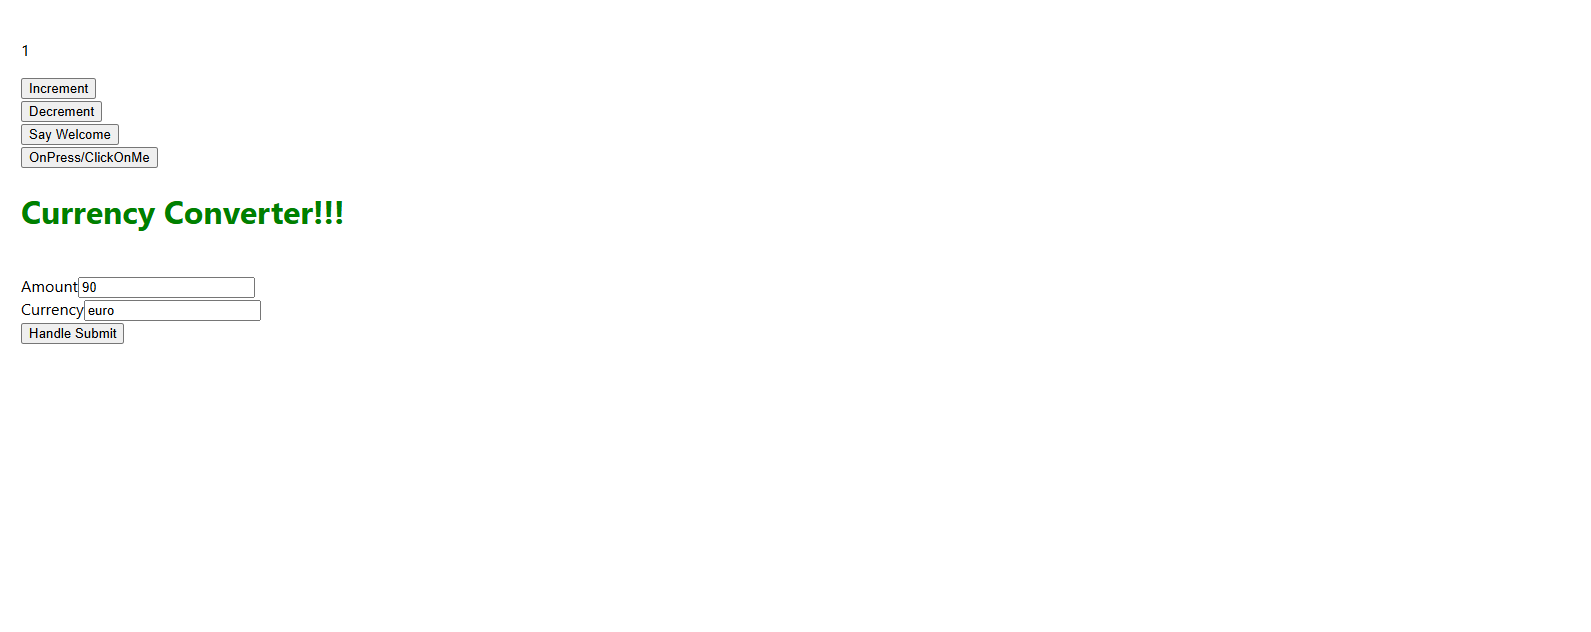 1
Increment
Decrement
Say Welcome
OnPress/ClickOnMe
Currency Converter!!!
Amount 90
Currency euro
Handle Submit